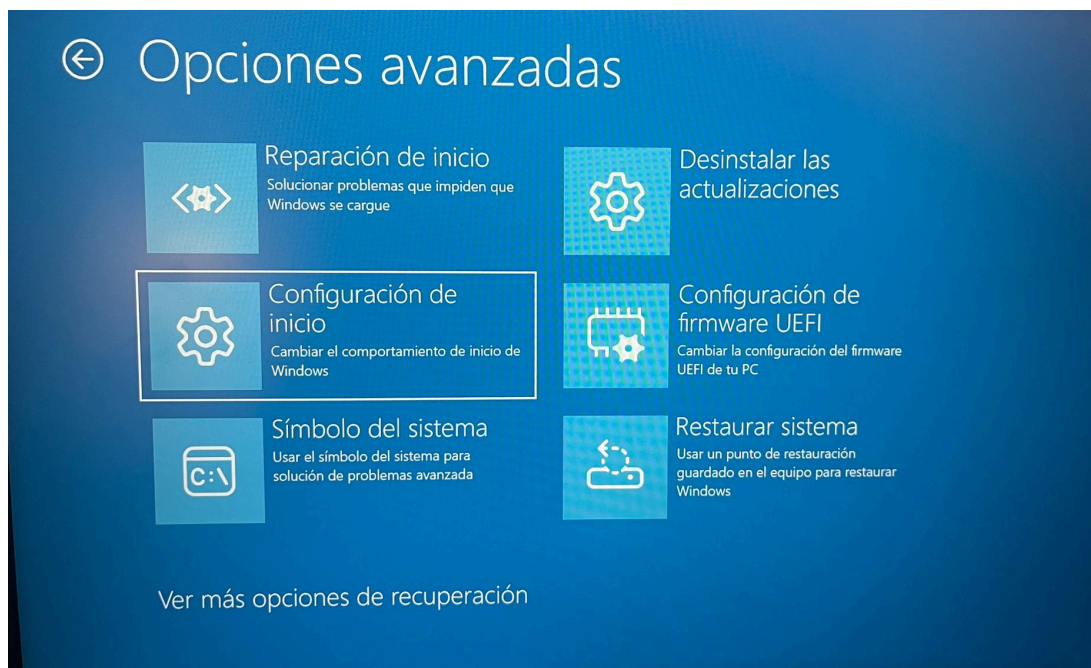 Opciones avanzadas
Reparación de inicio
Solucionar problemas que impiden que
Windows se cargue
Configuración de
inicio
Cambiar el comportamiento de inicio de
Windows
C:\
Símbolo del sistema
Usar el símbolo del sistema para
solución de problemas avanzada
Desinstalar las
actualizaciones
Configuración de
firmware UEFI
Cambiar la configuración del firmware
UEFI de tu PC
Restaurar sistema
Usar un punto de restauración
guardado en el equipo para restaurar
Windows
Ver más opciones de recuperación